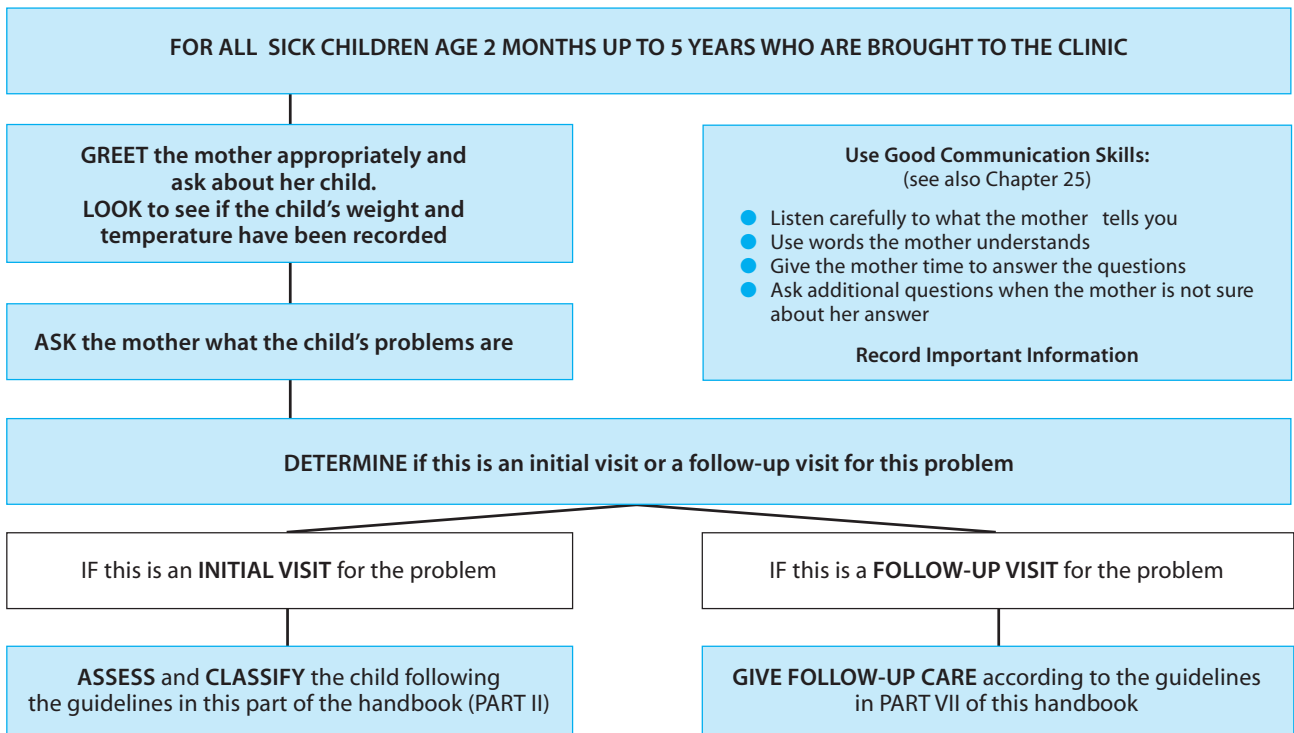 FOR ALL SICK CHILDREN AGE 2 MONTHS UP TO 5 YEARS WHO ARE BROUGHT TO THE CLINIC
GREET the mother appropriately and
ask about her child.
LOOK to see if the child's weight and
temperature have been recorded
Use Good Communication Skills:
(see also Chapter 25)
● Listen carefully to what the mother tells you
● Use words the mother understands
● Give the mother time to answer the questions
● Ask additional questions when the mother is not sure
about her answer
Record Important Information
ASK the mother what the child's problems are
DETERMINE if this is an initial visit or a follow-up visit for this problem
IF this is an INITIAL VISIT for the problem
IF this is a FOLLOW-UP VISIT for the problem
ASSESS and CLASSIFY the child following
the guidelines in this part of the handbook (PART II)
GIVE FOLLOW-UP CARE according to the guidelines
in PART VII of this handbook